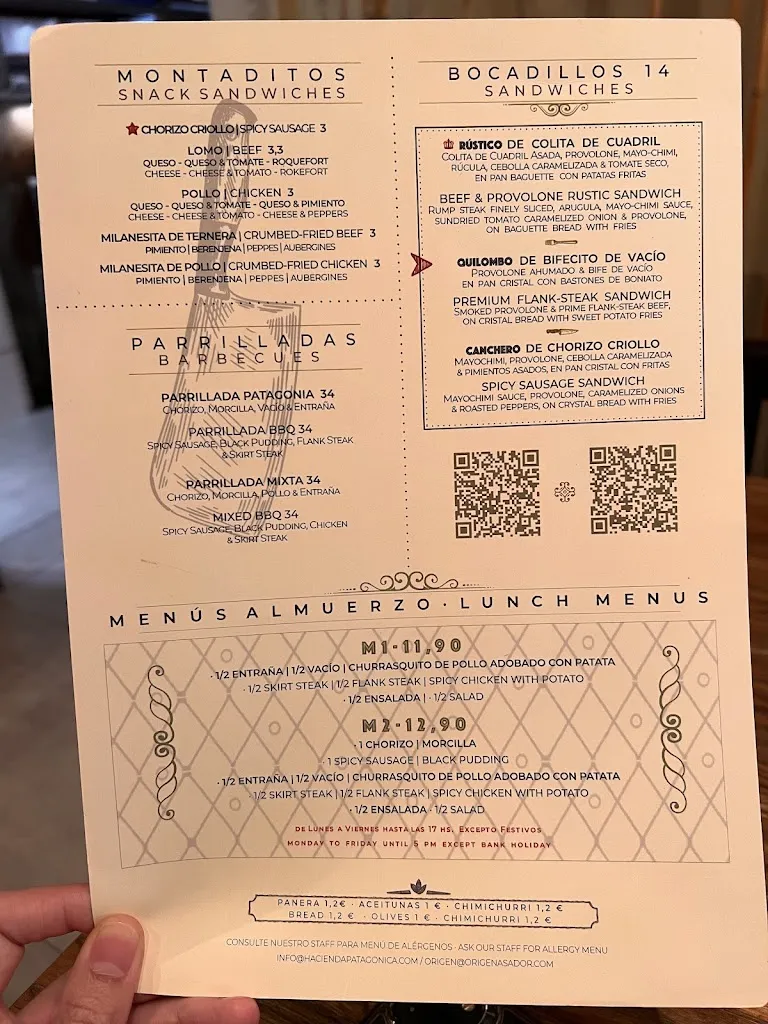 MONTADITOS
SNACK SANDWICHES
CHORIZO CRIOLLO | SPICY SAUSAGE 3
LOMO | BEEF 3,3
QUESO - QUESO & TOMATE - ROQUEFORT
CHEESE - CHEESE & TOMATO - ROKEFORT
POLLO | CHICKEN 3
QUESO - QUESO & TOMATE - QUESO & PIMIENTO
CHEESE - CHEESE & TOMATO - CHEESE & PEPPERS
MILANESITA DE TERNERA | CRUMBED-FRIED BEEF 3
PIMIENTO | BERENJENA | PEPPES | AUBERGINES
MILANESITA DE POLLO | CRUMBED-FRIED CHICKEN 3
PIMIENTO | BERENJENA | PEPPES | AUBERGINES
PARRILLADAS
BARBECUES
PARRILLADA PATAGONIA 34
CHORIZO, MORCILLA, VACÍO & ENTRAÑA
PARRILLADA BBQ 34
SPICY SAUSAGE, BLACK PUDDING, FLANK STEAK
& SKIRT STEAK
PARRILLADA MIXTA 34
CHORIZO, MORCILLA, POLLO & ENTRAÑA
MIXED BBQ 34
SPICY SAUSAGE, BLACK PUDDING, CHICKEN
& SKIRT STEAK
BOCADILLOS 14
SANDWICHES
RÚSTICO DE COLITA DE CUADRIL
COLITA DE CUADRIL ASADA, PROVOLONE, MAYO-CHIMI,
RÚCULA, CEBOLLA CARAMELIZADA & TOMATE SECO,
EN PAN BAGUETTE CON PATATAS FRITAS
BEEF & PROVOLONE RUSTIC SANDWICH
RUMP STEAK FINELY SLICED, ARUGULA, MAYO-CHIMI SAUCE,
SUNDRIED TOMATO CARAMELIZED ONION & PROVOLONE,
ON BAGUETTE BREAD WITH FRIES
QUILOMBO DE BIFECITO DE VACÍO
PROVOLONE AHUMADO & BIFE DE VACÍO
EN PAN CRISTAL CON BASTONES DE BONIATO
PREMIUM FLANK-STEAK SANDWICH
SMOKED PROVOLONE & PRIME FLANK-STEAK BEEF,
ON CRISTAL BREAD WITH SWEET POTATO FRIES
CANCHERO DE CHORIZO CRIOLLO
MAYOCHIMI, PROVOLONE, CEBOLLA CARAMELIZADA
& PIMIENTOS ASADOS, EN PAN CRISTAL CON FRITAS
SPICY SAUSAGE SANDWICH
MAYOCHIMI SAUCE, PROVOLONE, CARAMELIZED ONIONS
& ROASTED PEPPERS, ON CRYSTAL BREAD WITH FRIES
MENÚS ALMUERZO · LUNCH MENUS
M1-11,90
· 1/2 ENTRAÑA | 1/2 VACÍO | CHURRASQUITO DE POLLO ADOBADO CON PATATA
· 1/2 SKIRT STEAK | 1/2 FLANK STEAK | SPICY CHICKEN WITH POTATO
· 1/2 ENSALADA | · 1/2 SALAD
M2-12,90
· 1 CHORIZO | MORCILLA
· 1 SPICY SAUSAGE | BLACK PUDDING
· 1/2 ENTRAÑA | 1/2 VACÍO | CHURRASQUITO DE POLLO ADOBADO CON PATATA
· 1/2 SKIRT STEAK | 1/2 FLANK STEAK | SPICY CHICKEN WITH POTATO
· 1/2 ENSALADA · 1/2 SALAD
DE LUNES A VIERNES HASTA LAS 17 HS. EXCEPTO FESTIVOS
MONDAY TO FRIDAY UNTIL 5 PM EXCEPT BANK HOLIDAY
PANERA 1,2€ · ACEITUNAS 1 € · CHIMICHURRI 1,2 €
BREAD 1,2 € · OLIVES 1 € · CHIMICHURRI 1,2 €
CONSULTE NUESTRO STAFF PARA MENÚ DE ALÉRGENOS · ASK OUR STAFF FOR ALLERGY MENU
INFO@HACIENDAPATAGONICA.COM / ORIGEN@ORIGENASADOR.COM